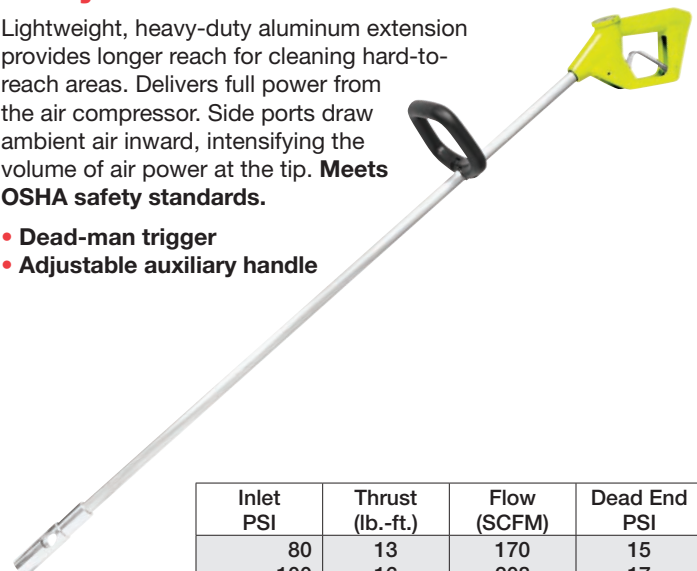 Lightweight, heavy-duty aluminum extension
provides longer reach for cleaning hard-to-
reach areas. Delivers full power from
the air compressor. Side ports draw
ambient air inward, intensifying the
volume of air power at the tip. Meets
OSHA safety standards.
• Dead-man trigger
• Adjustable auxiliary handle
Inlet PSI Thrust (lb.-ft.) Flow (SCFM) Dead End PSI
80 13 170 15